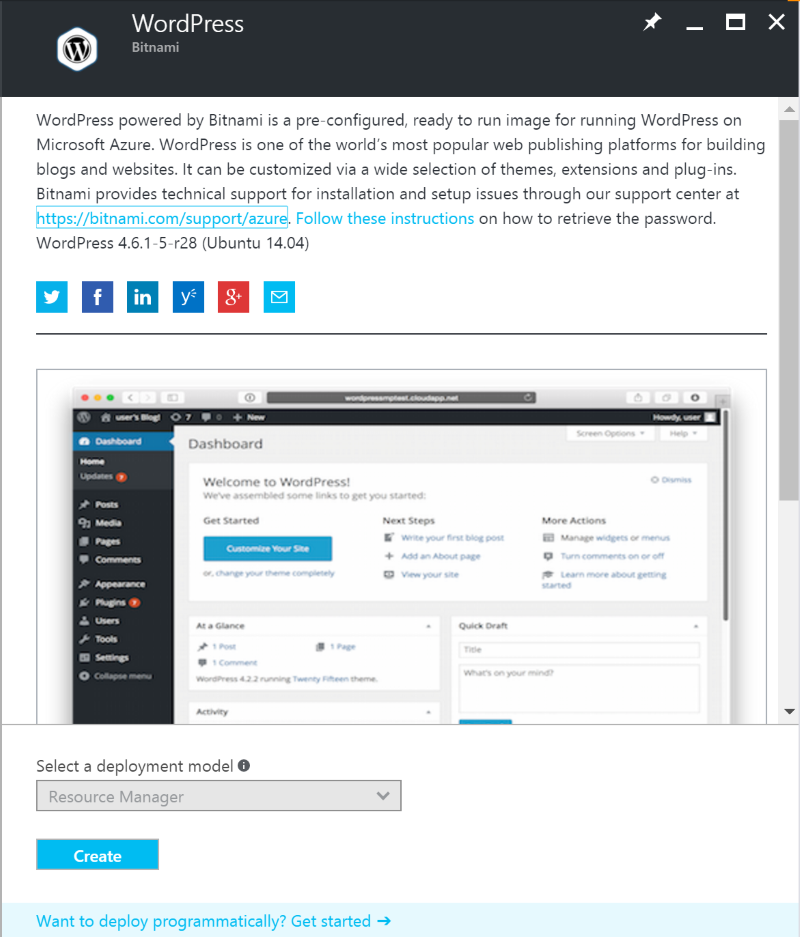 WordPress
Bitnami
WordPress powered by Bitnami is a pre-configured, ready to run image for running WordPress on
Microsoft Azure. WordPress is one of the world's most popular web publishing platforms for building
blogs and websites. It can be customized via a wide selection of themes, extensions and plug-ins.
Bitnami provides technical support for installation and setup issues through our support center at
https://bitnami.com/support/azure. Follow these instructions on how to retrieve the password.
WordPress 4.6.1-5-r28 (Ubuntu 14.04)
wordpressmptest.cloudapp.net
user's Blog! 7 0 + New Howdy, user
Dashboard
Home
Updates 7
Posts
Media
Pages
Comments
Appearance
Plugins 7
Users
Tools
Settings
Collapse menu
Screen Options Help
Dashboard
Welcome to WordPress! Dismiss
We've assembled some links to get you started:
Get Started
Customize Your Site
or, change your theme completely
Next Steps
Write your first blog post
Add an About page
View your site
More Actions
Manage widgets or menus
Turn comments on or off
Learn more about getting
started
At a Glance
1 Post 1 Page
1 Comment
WordPress 4.2.2 running Twenty Fifteen theme.
Activity
Quick Draft
Title
What's on your mind?
Select a deployment model
Resource Manager
Create
Want to deploy programmatically? Get started →